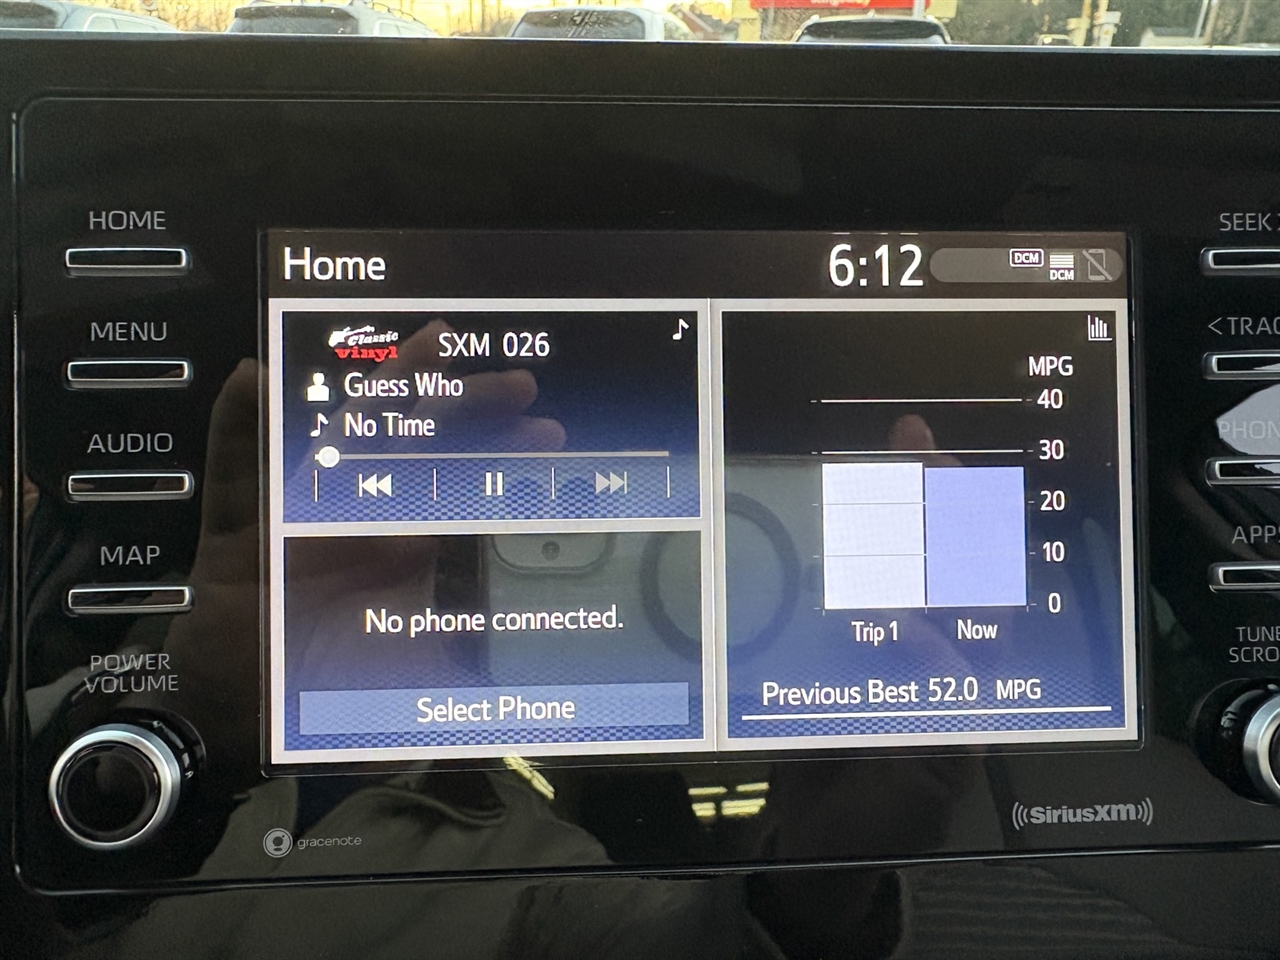 HOME
MENU
AUDIO
MAP
POWER
VOLUME
Home
6:12
DCM
DCM
Classic
vinyl
SXM 026
Guess Who
No Time
No phone connected.
Select Phone
MPG
40
30
20
10
0
Trip 1
Now
Previous Best 52.0 MPG
SEEK
< TRAC
PHON
APPS
TUNE
SCRO
gracenote
SiriusXM